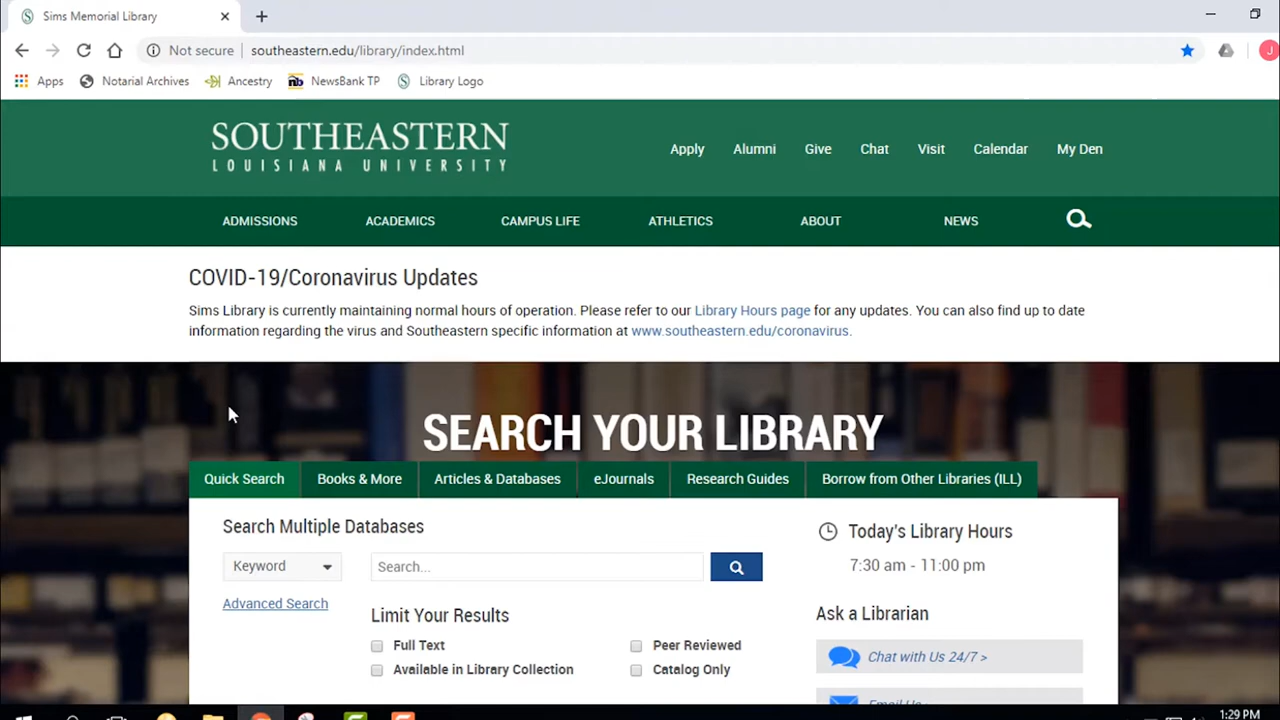 Sims Memorial Library
Not secure southeastern.edu/library/index.html
J
Apps Notarial Archives Ancestry nb NewsBank TP Library Logo
SOUTHEASTERN
LOUISIANA UNIVERSITY
Apply Alumni Give Chat Visit Calendar My Den
ADMISSIONS ACADEMICS CAMPUS LIFE ATHLETICS ABOUT NEWS
COVID-19/Coronavirus Updates
Sims Library is currently maintaining normal hours of operation. Please refer to our Library Hours page for any updates. You can also find up to date
information regarding the virus and Southeastern specific information at www.southeastern.edu/coronavirus.
SEARCH YOUR LIBRARY
Quick Search Books & More Articles & Databases eJournals Research Guides Borrow from Other Libraries (ILL)
Search Multiple Databases
Keyword Search...
Advanced Search
Limit Your Results
Full Text Peer Reviewed
Available in Library Collection Catalog Only
Today's Library Hours
7:30 am - 11:00 pm
Ask a Librarian
Chat with Us 24/7 >
Email Us
1:29 PM